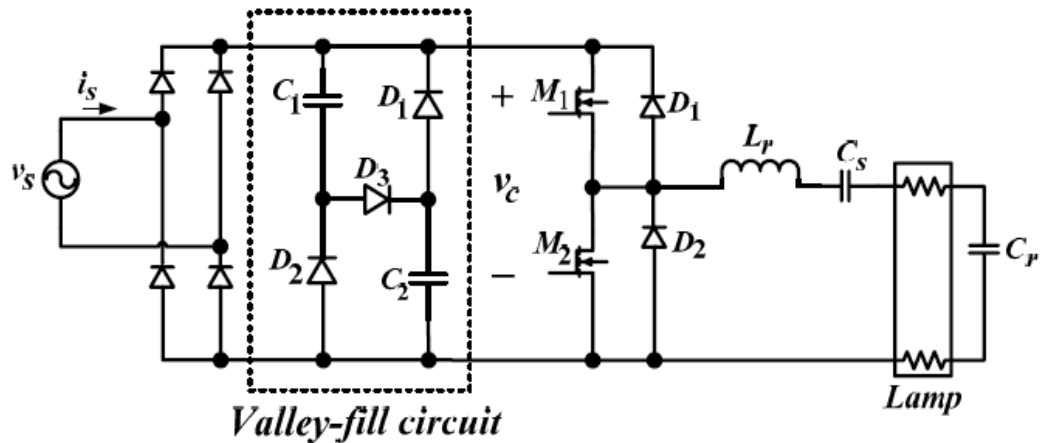 i_s
v_s
C_1
D_1
D_3
D_2
C_2
+
v_c
−
M_1
M_2
D_1
D_2
L_r
C_s
C_r
Lamp
Valley-fill circuit